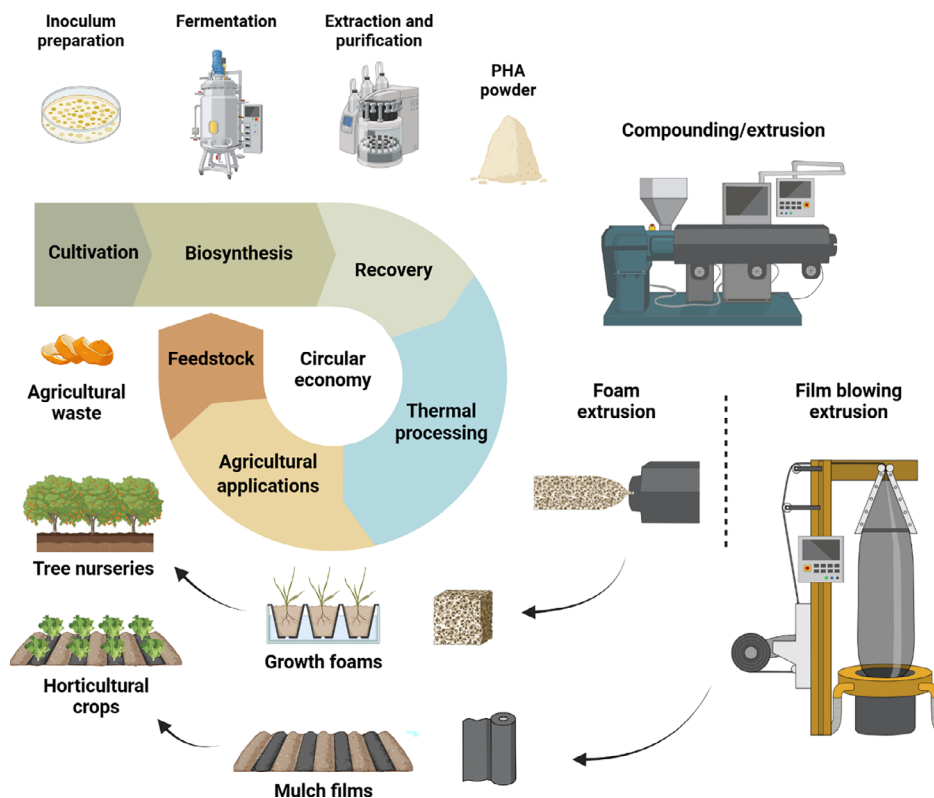 Inoculum
preparation
Fermentation
Extraction and
purification
PHA
powder
Compounding/extrusion
Cultivation
Biosynthesis
Recovery
Feedstock
Circular
economy
Thermal
processing
Agricultural
applications
Agricultural
waste
Foam
extrusion
Film blowing
extrusion
Tree nurseries
Growth foams
Horticultural
crops
Mulch films